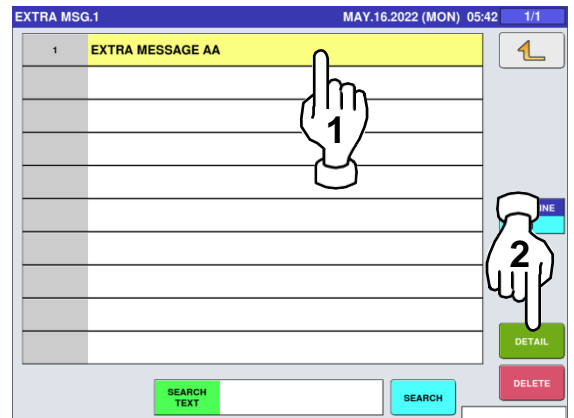 EXTRA MSG.1 MAY.16.2022 (MON) 05:42 1/1
1 EXTRA MESSAGE AA
1
2
DETAIL
DELETE
SEARCH
TEXT
SEARCH